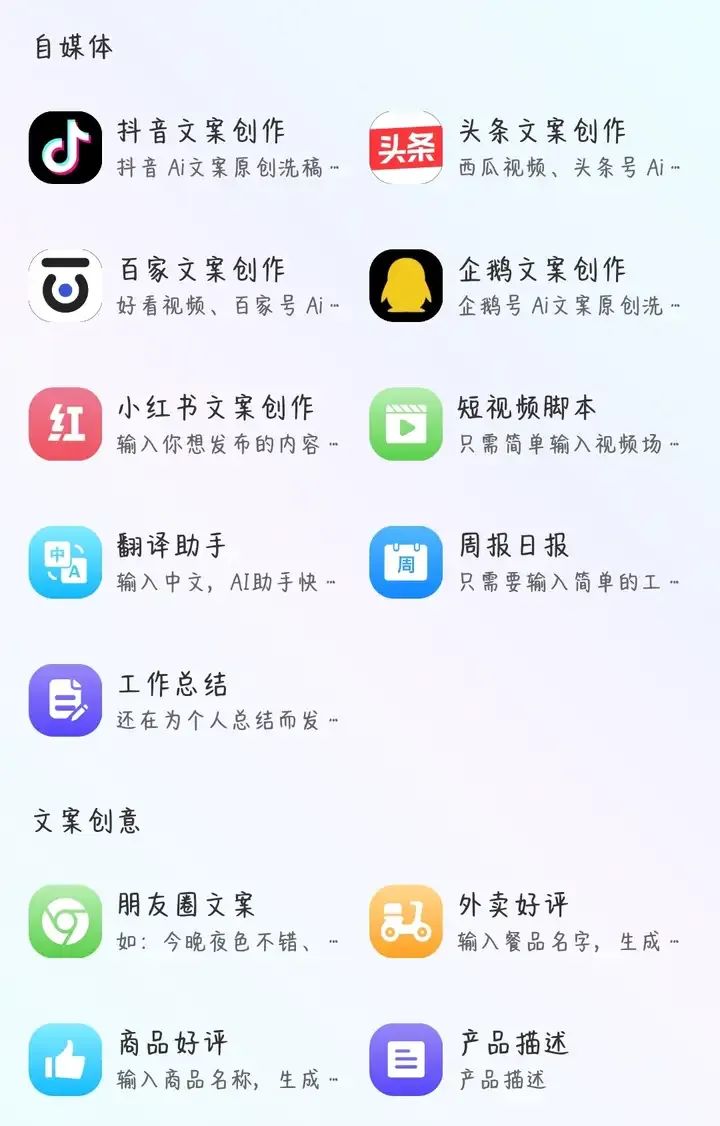 自媒体
抖音文案创作
抖音 Ai文案原创洗稿 ...
头条
头条文案创作
西瓜视频、头条号 Ai ...
百家文案创作
好看视频、百家号 Ai ...
企鹅文案创作
企鹅号 Ai文案原创洗 ...
红
小红书文案创作
输入你想发布的内容 ...
短视频脚本
只需简单输入视频场 ...
中
A
翻译助手
输入中文, AI助手快 ...
周
周报日报
只需要输入简单的工 ...
工作总结
还在为个人总结而发 ...
文案创意
朋友圈文案
如: 今晚夜色不错、 ...
外卖好评
输入餐品名字, 生成 ...
商品好评
输入商品名称, 生成 ...
产品描述
产品描述